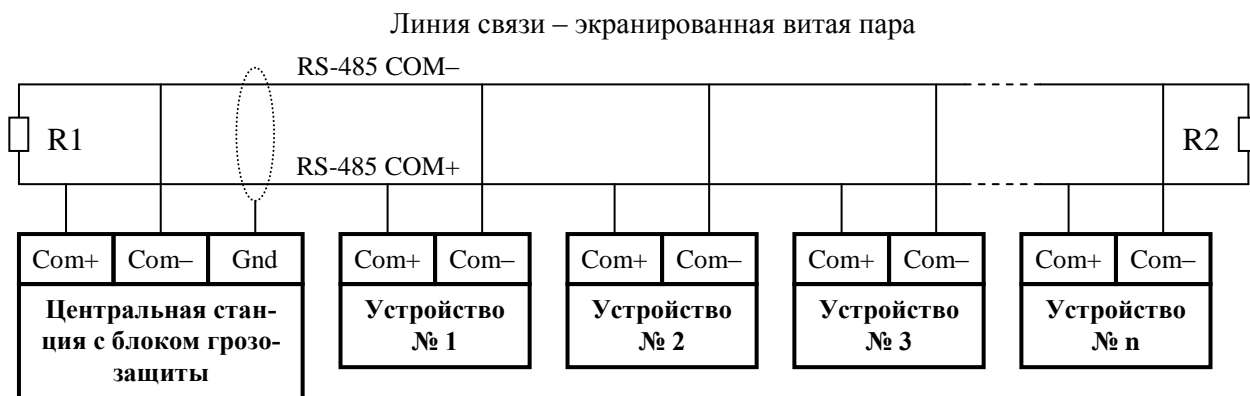 Линия связи – экранированная витая пара
RS-485 COM–
R1
R2
RS-485 COM+
Com+ Com– Gnd Com+ Com– Com+ Com– Com+ Com– Com+ Com–
Центральная стан-
ция с блоком грозо-
защиты
Устройство
№ 1
Устройство
№ 2
Устройство
№ 3
Устройство
№ n